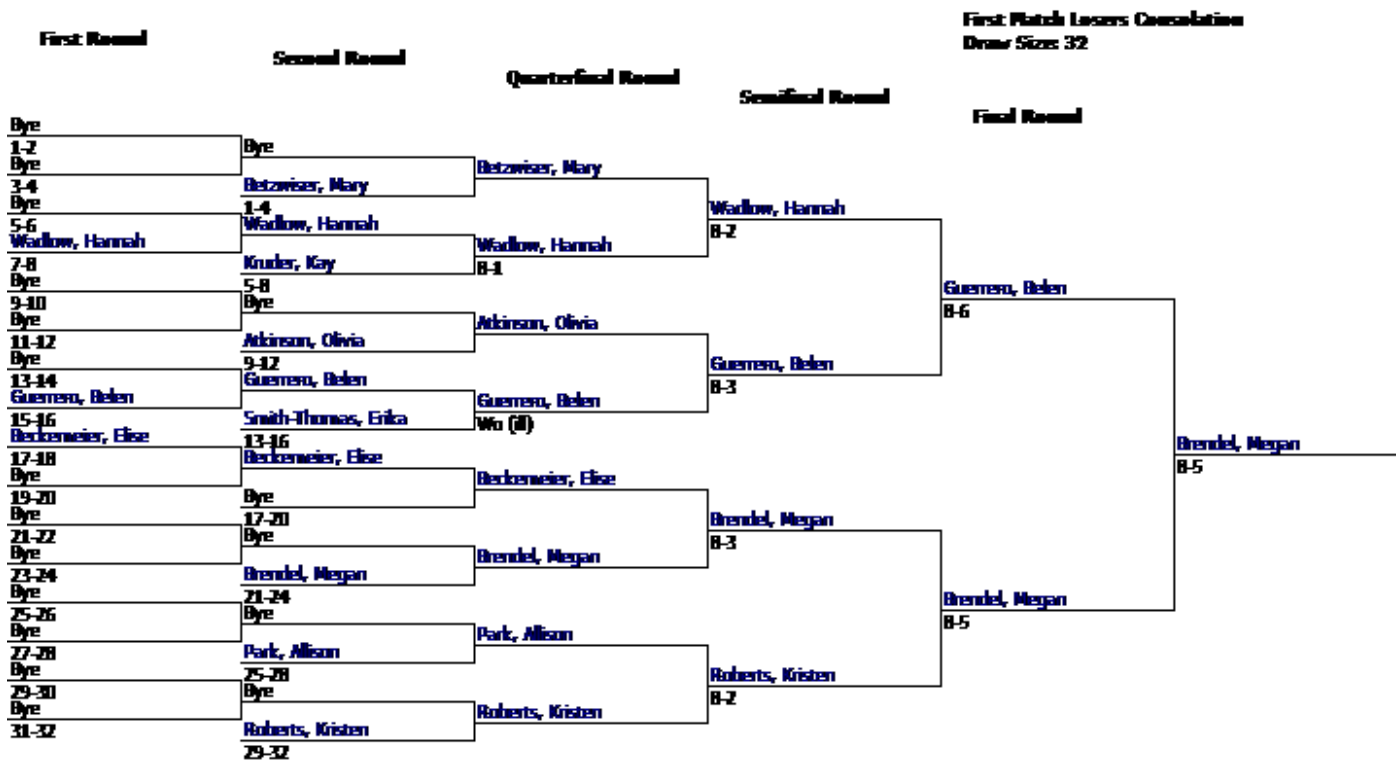 First Match Losers Consolation
Draw Size: 32
First Round
Second Round
Quarterfinal Round
Semifinal Round
Final Round
Bye
1-2
Bye
3-4
Bye
5-6
Wadlow, Hannah
7-8
Bye
9-10
Bye
11-12
Bye
13-14
Guerrero, Belen
15-16
Beckemeier, Elise
17-18
Bye
19-20
Bye
21-22
Bye
23-24
Bye
25-26
Bye
27-28
Bye
29-30
Bye
31-32
Bye
Betzwiser, Mary
1-4
Wadlow, Hannah
Kruder, Kay
5-8
Bye
Atkinson, Olivia
9-12
Guerrero, Belen
Smith-Thomas, Erika
13-16
Beckemeier, Elise
Bye
17-20
Bye
Brendel, Megan
21-24
Bye
Park, Allison
25-28
Bye
Roberts, Kristen
29-32
Betzwiser, Mary
Wadlow, Hannah
8-1
Atkinson, Olivia
Guerrero, Belen
Wo (ill)
Beckemeier, Elise
Brendel, Megan
Park, Allison
Roberts, Kristen
Wadlow, Hannah
8-2
Guerrero, Belen
8-3
Brendel, Megan
8-3
Roberts, Kristen
8-2
Guerrero, Belen
8-6
Brendel, Megan
8-5
Brendel, Megan
8-5